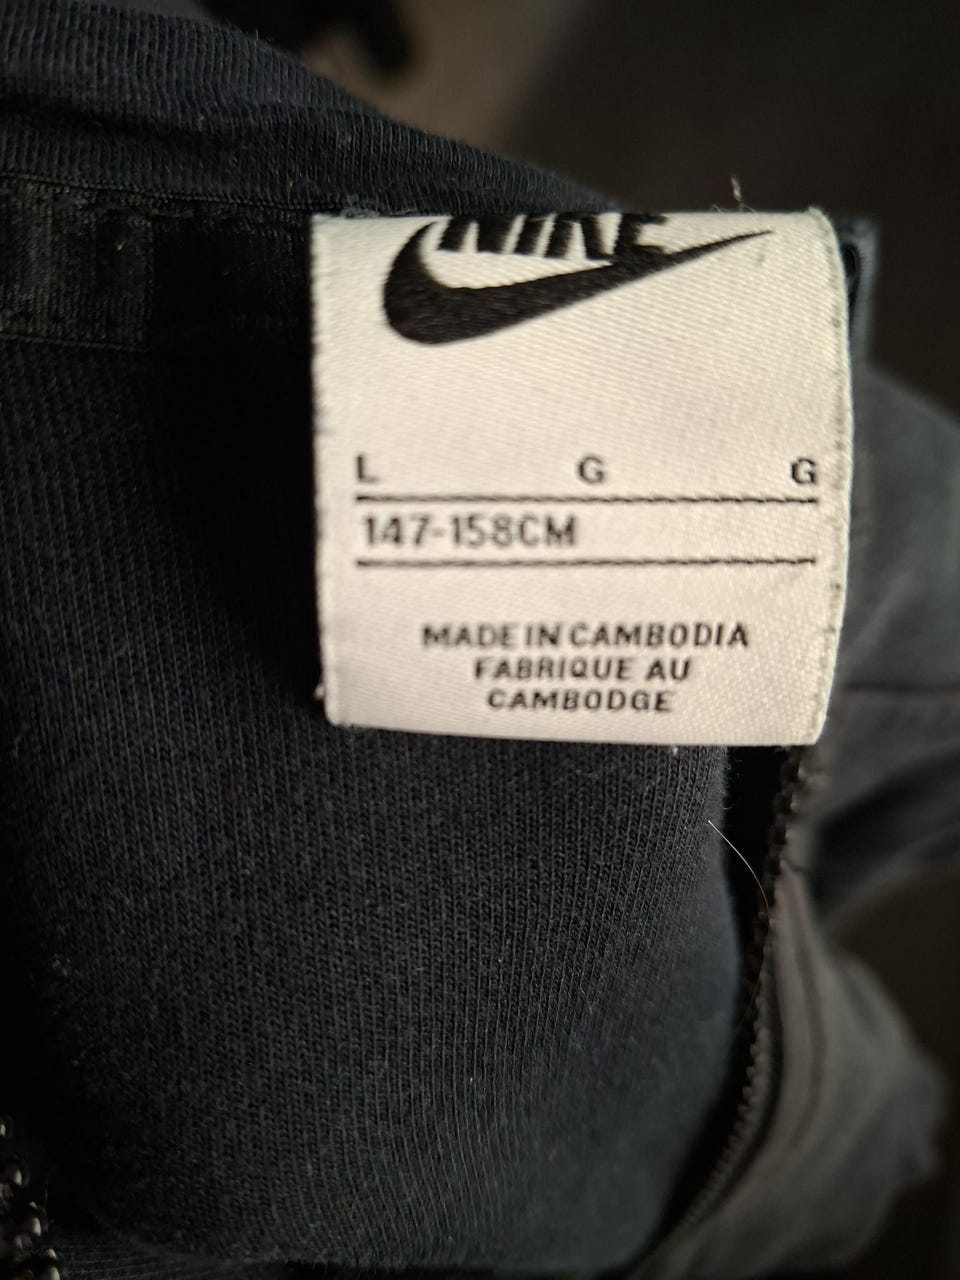 NIKE
L G G
147-158CM
MADE IN CAMBODIA
FABRIQUE AU
CAMBODGE